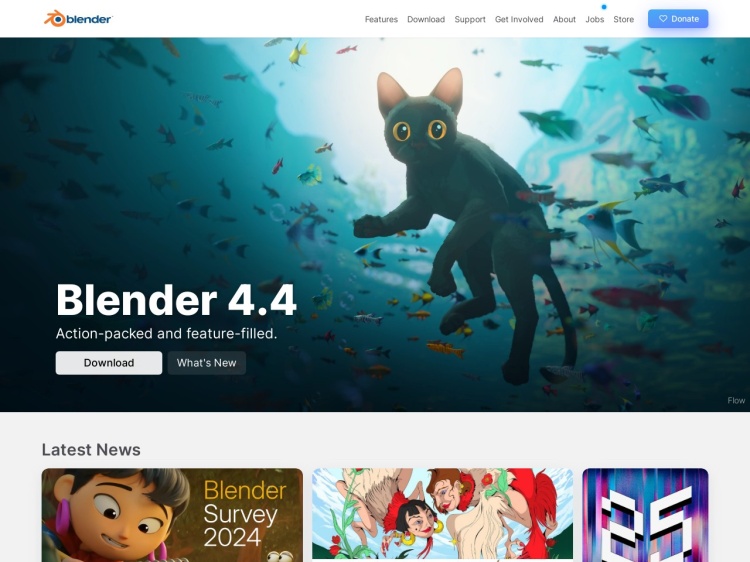 blender
Features Download Support Get Involved About Jobs Store Donate
Blender 4.4
Action-packed and feature-filled.
Download What's New
Flow
Latest News
Blender
Survey
2024